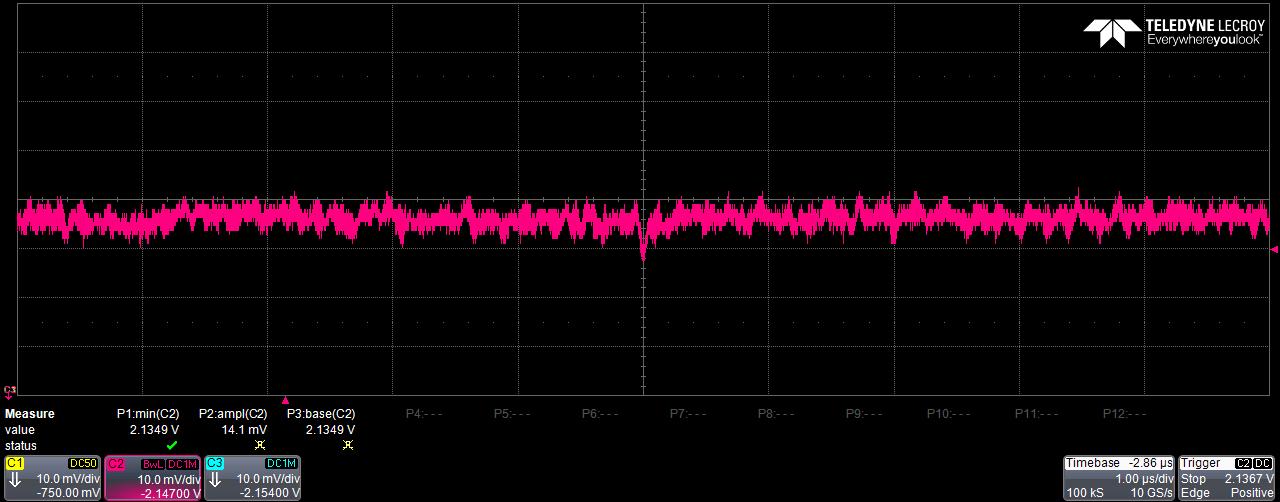 TELEDYNE LECROY
Everywhereyoulook™
C3
Measure P1:min(C2) P2:ampl(C2) P3:base(C2) P4:--- P5:--- P6:--- P7:--- P8:--- P9:--- P10:--- P11:--- P12:---
value 2.1349 V 14.1 mV 2.1349 V
status
C1 DC50
10.0 mV/div
-750.00 mV
C2 BwL DC1M
10.0 mV/div
-2.14700 V
C3 DC1M
10.0 mV/div
-2.15400 V
Timebase -2.86 µs
1.00 µs/div
100 kS 10 GS/s
Trigger C2 DC
Stop 2.1367 V
Edge Positive